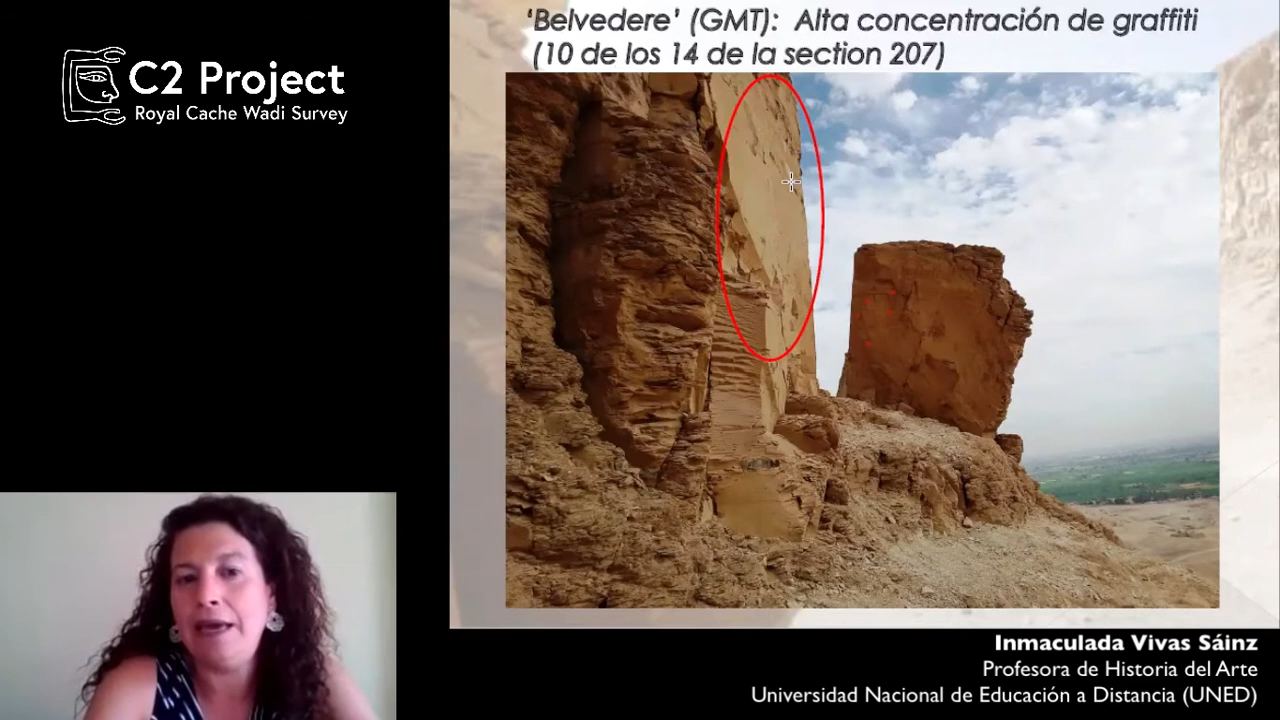 C2 Project
Royal Cache Wadi Survey
‘Belvedere’ (GMT): Alta concentración de graffiti
(10 de los 14 de la section 207)
Inmaculada Vivas Sáinz
Profesora de Historia del Arte
Universidad Nacional de Educación a Distancia (UNED)